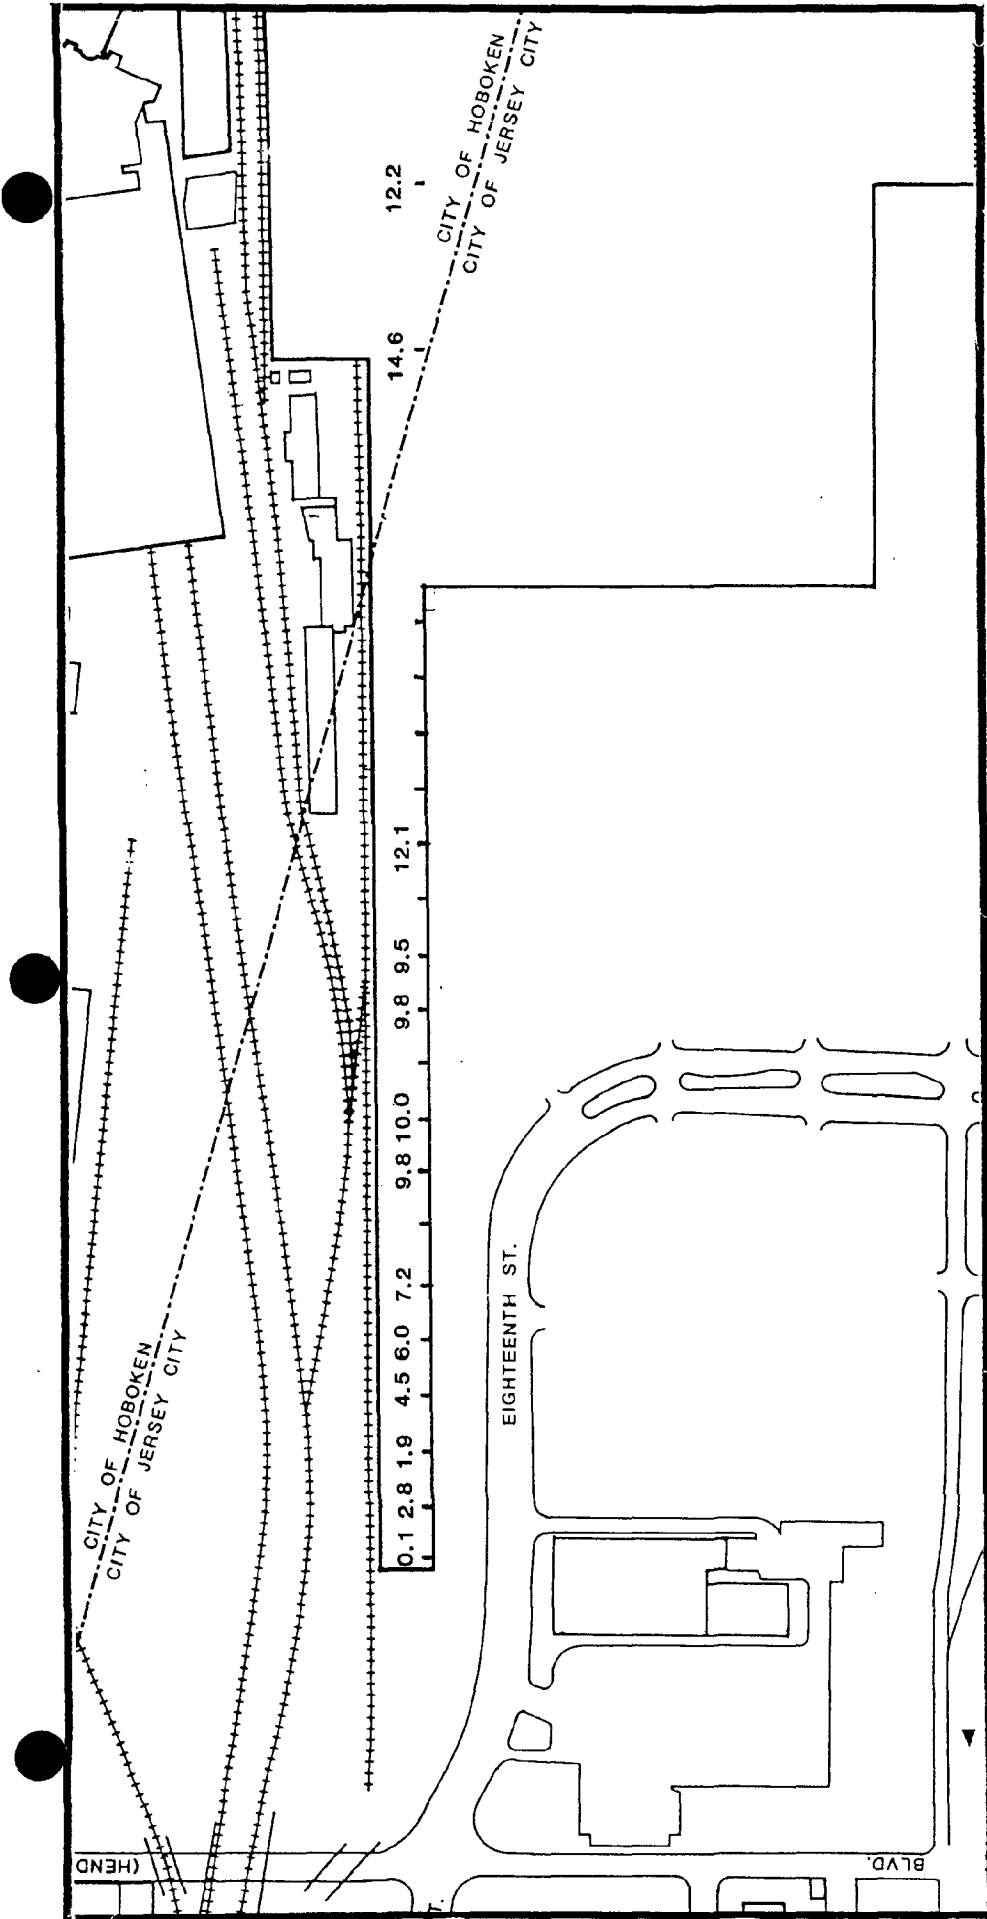 CITY OF HOBOKEN
CITY OF JERSEY CITY
12.2
14.6
12.1
9.5
9.8
10.0
9.8
7.2
6.0
4.5
1.9
2.8
0.1
CITY OF HOBOKEN
CITY OF JERSEY CITY
EIGHTEENTH ST.
(HEND
BLVD.
T.